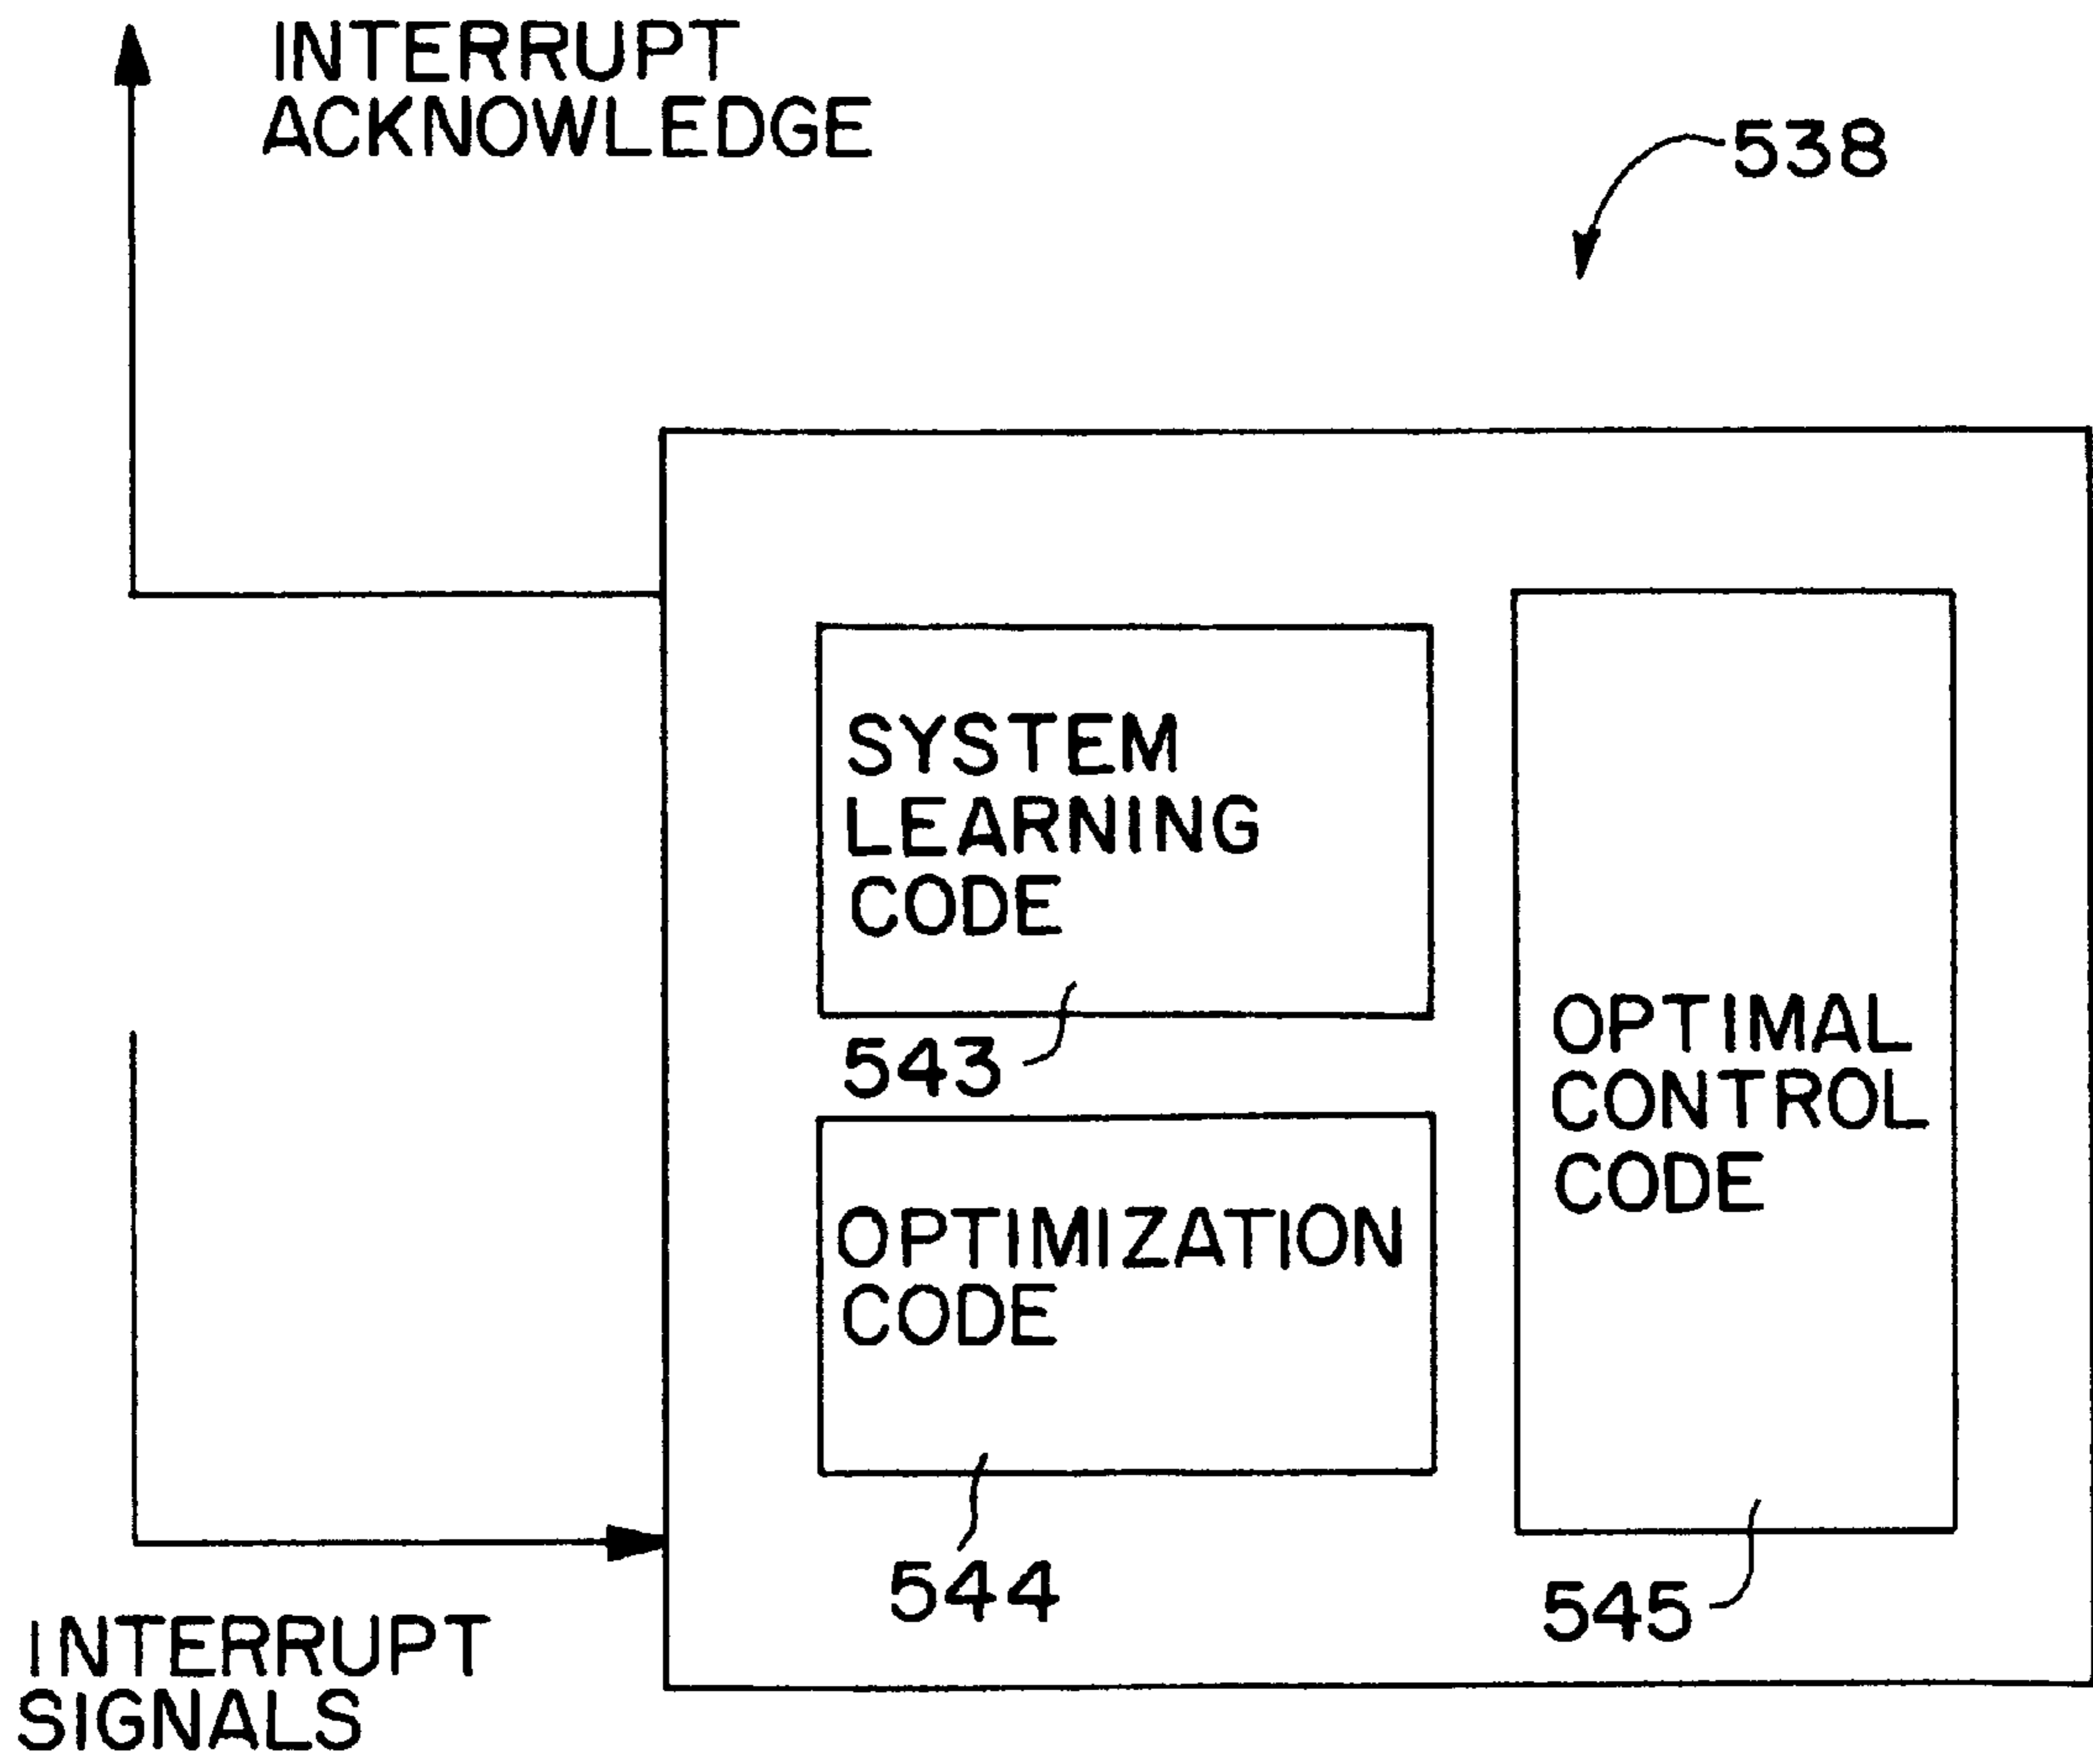 INTERRUPT
ACKNOWLEDGE
538
SYSTEM
LEARNING
CODE
543
OPTIMIZATION
CODE
544
OPTIMAL
CONTROL
CODE
545
INTERRUPT
SIGNALS